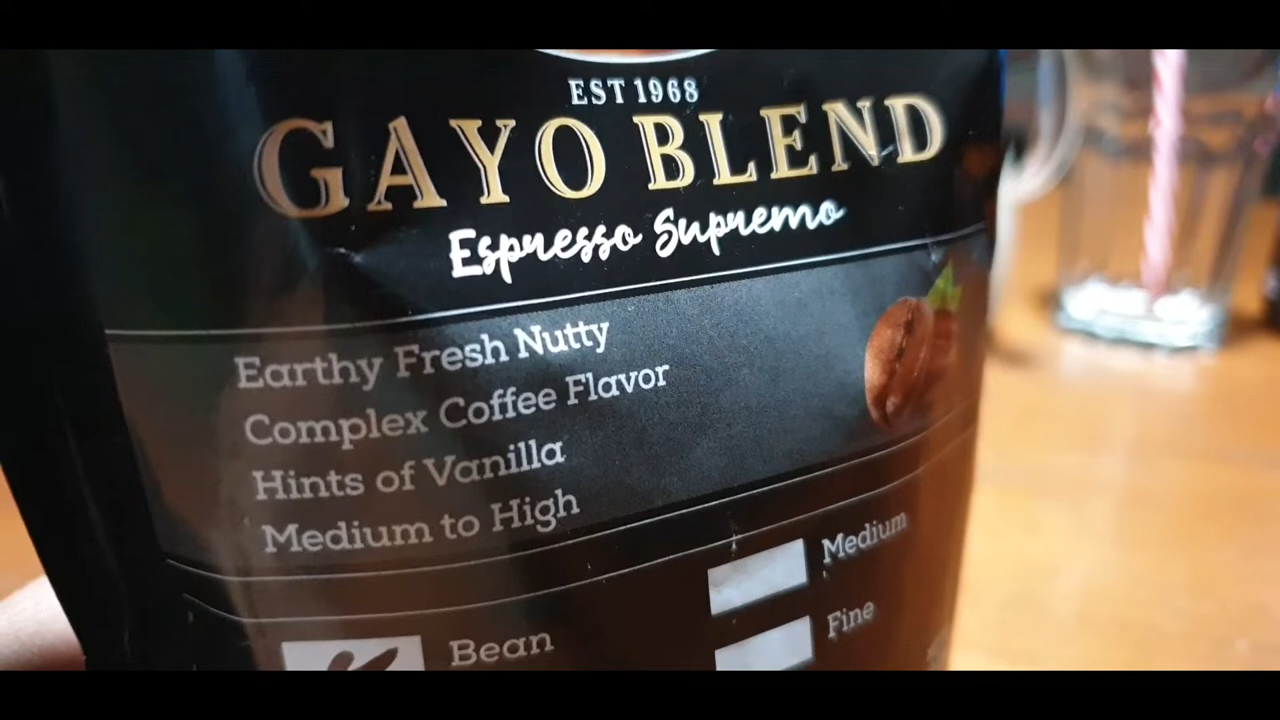 EST 1968
GAYO BLEND
Espresso Supremo
Earthy Fresh Nutty
Complex Coffee Flavor
Hints of Vanilla
Medium to High
Medium
Fine
Bean